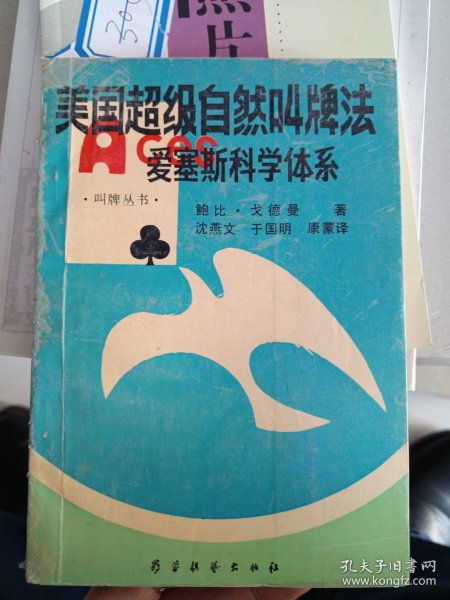 照片
美国超级自然叫牌法
Aces
爱塞斯科学体系
·叫牌丛书·
鲍比·戈德曼 著
沈燕文 于国明 康蒙译
孔夫子旧书网
www.kongfz.com